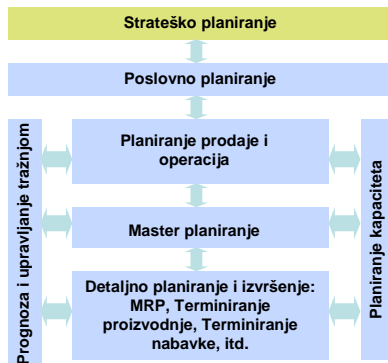 Strateško planiranje
Poslovno planiranje
Prognoza i upravljanje tražnjom
Planiranje prodaje i
operacija
Master planiranje
Detaljno planiranje i izvršenje:
MRP, Terminiranje
proizvodnje, Terminiranje
nabavke, itd.
Planiranje kapaciteta